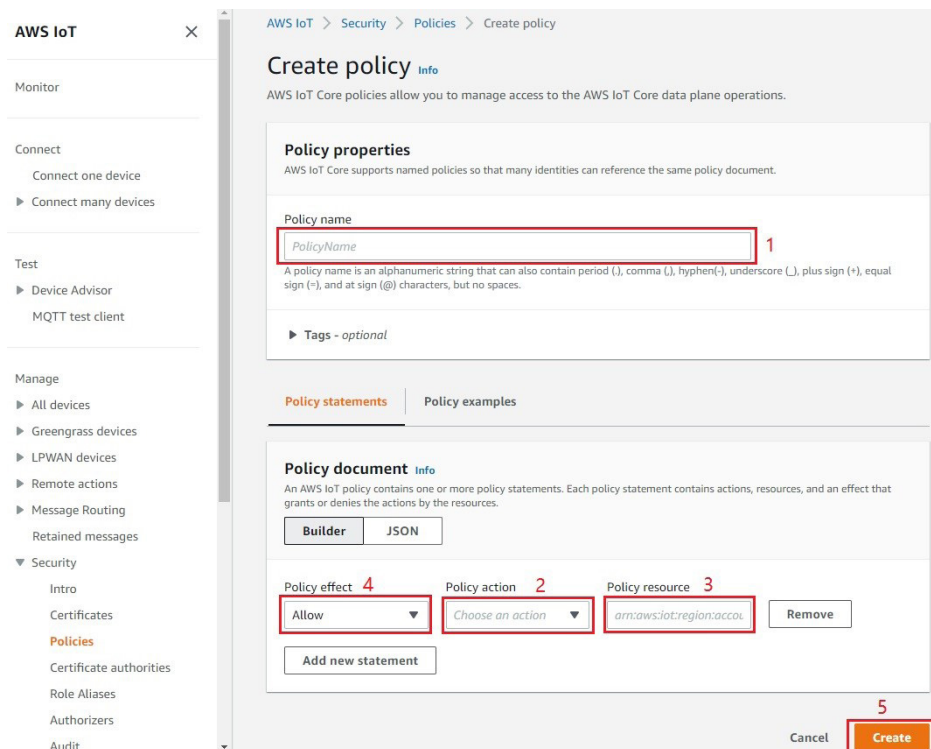 AWS IoT
Monitor
Connect
Connect one device
Connect many devices
Test
Device Advisor
MQTT test client
Manage
All devices
Greengrass devices
LPWAN devices
Remote actions
Message Routing
Retained messages
Security
Intro
Certificates
Policies
Certificate authorities
Role Aliases
Authorizers
Audit
AWS IoT > Security > Policies > Create policy
Create policy Info
AWS IoT Core policies allow you to manage access to the AWS IoT Core data plane operations.
Policy properties
AWS IoT Core supports named policies so that many identities can reference the same policy document.
Policy name
PolicyName 1
A policy name is an alphanumeric string that can also contain period (.), comma (,), hyphen(-), underscore (_), plus sign (+), equal
sign (=), and at sign (@) characters, but no spaces.
Tags - optional
Policy statements Policy examples
Policy document Info
An AWS IoT policy contains one or more policy statements. Each policy statement contains actions, resources, and an effect that
grants or denies the actions by the resources.
Builder JSON
Policy effect 4 Policy action 2 Policy resource 3
Allow Choose an action arn:aws:iot:region:accou Remove
Add new statement
5
Cancel Create